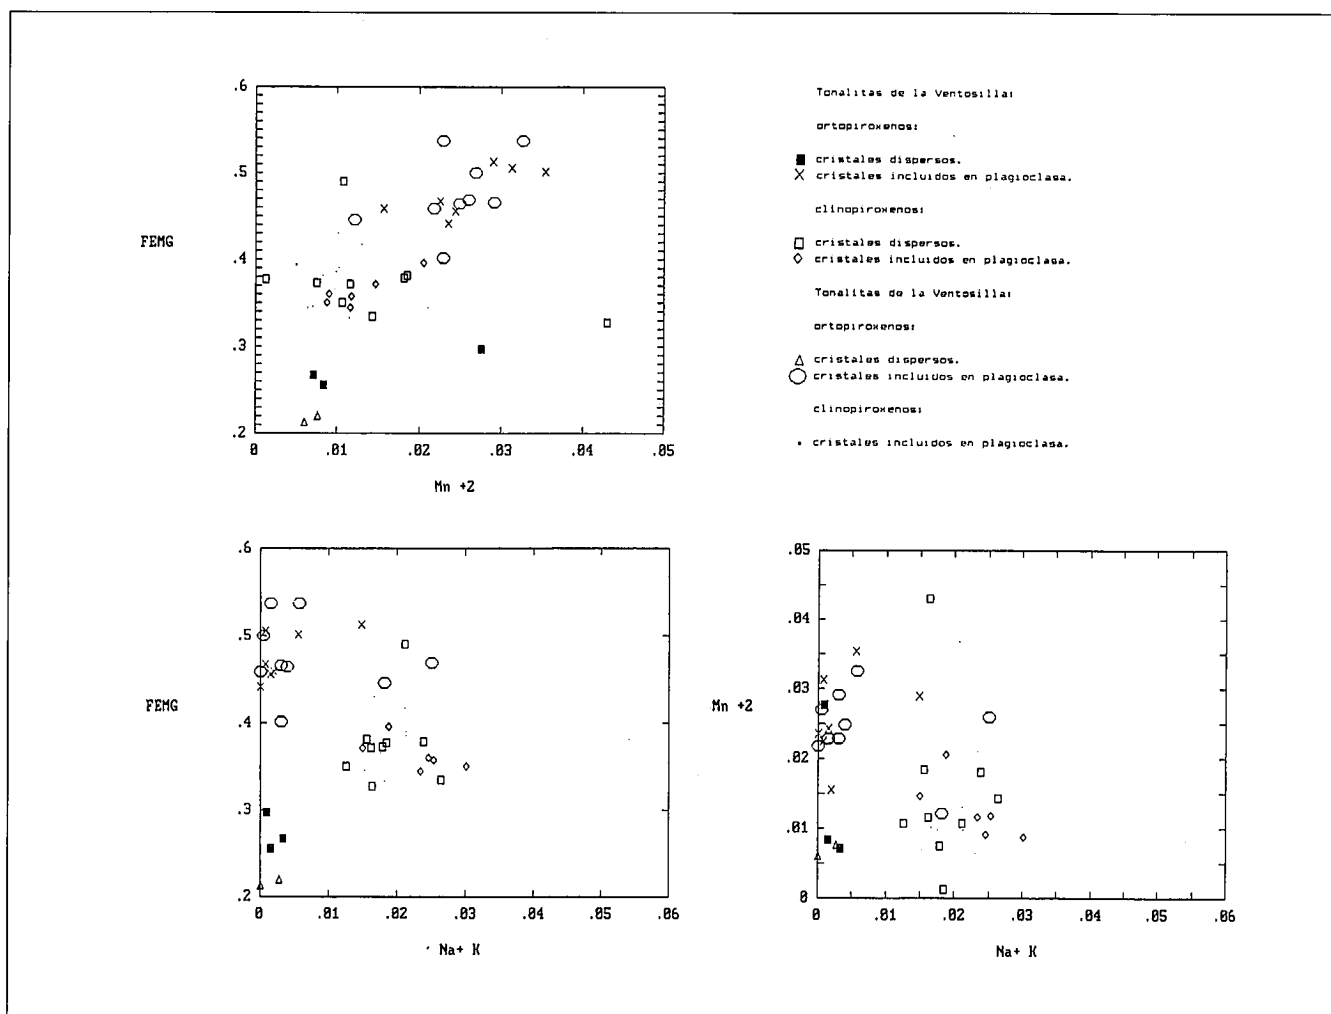 .6
.5
.4
.3
.2
FEMG
0 .01 .02 .03 .04 .05
Mn +2
Tonalitas de la Ventosilla:
ortopiroxenos:
cristales dispersos.
cristales incluidos en plagioclasa.
clinopiroxenos:
cristales dispersos.
cristales incluidos en plagioclasa.
Tonalitas de la Ventosilla:
ortopiroxenos:
cristales dispersos.
cristales incluidos en plagioclasa.
clinopiroxenos:
cristales incluidos en plagioclasa.
.6
.5
.4
.3
.2
FEMG
0 .01 .02 .03 .04 .05 .06
Na+ K
.05
.04
.03
.02
.01
0
Mn +2
0 .01 .02 .03 .04 .05 .06
Na+ K